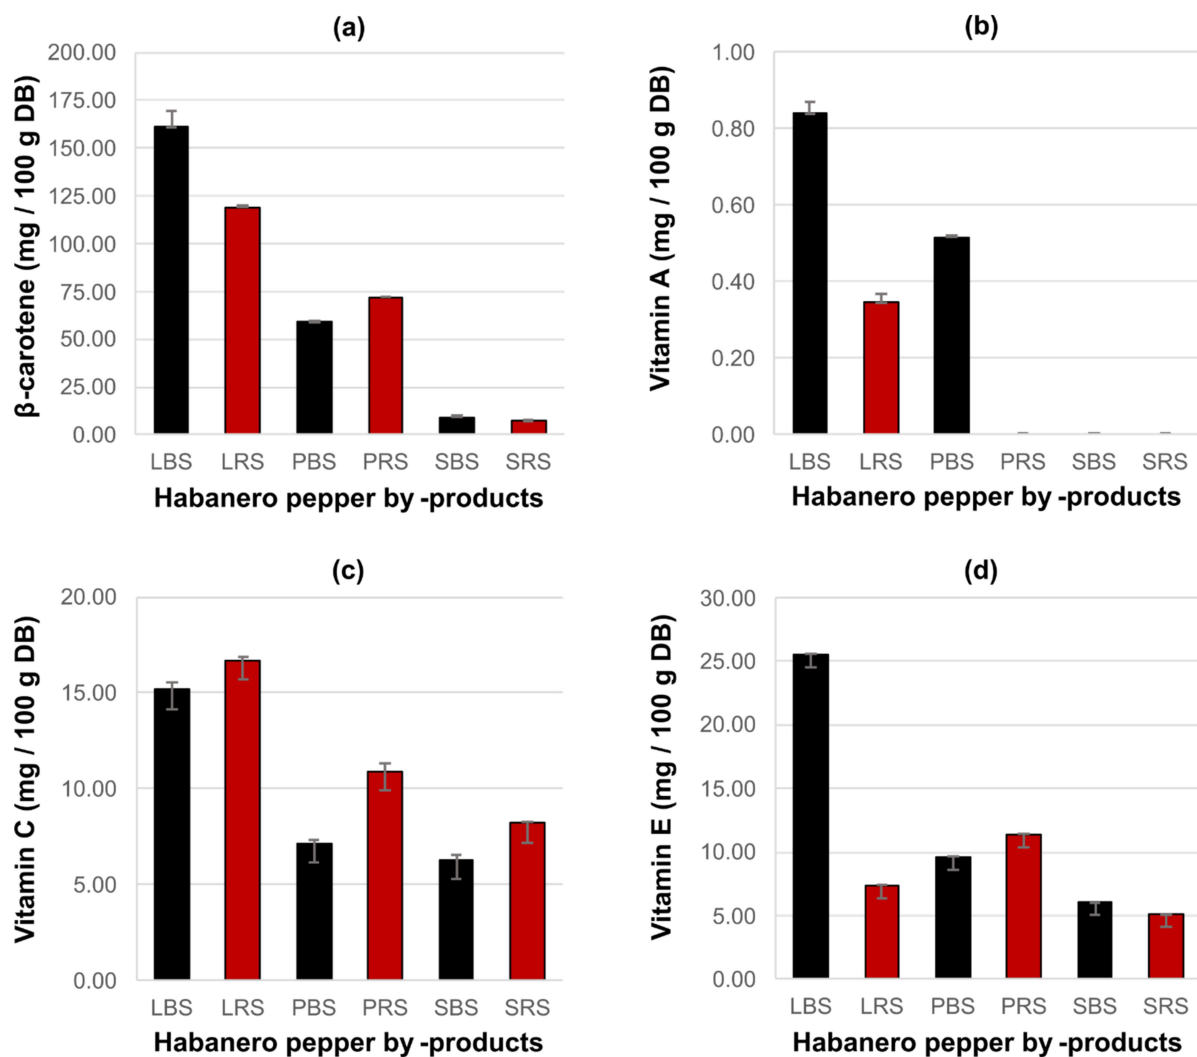 (a)
β-carotene (mg / 100 g DB)
200.00
175.00
150.00
125.00
100.00
75.00
50.00
25.00
0.00
LBS LRS PBS PRS SBS SRS
Habanero pepper by -products
(b)
Vitamin A (mg / 100 g DB)
1.00
0.80
0.60
0.40
0.20
0.00
LBS LRS PBS PRS SBS SRS
Habanero pepper by -products
(c)
Vitamin C (mg / 100 g DB)
20.00
15.00
10.00
5.00
0.00
LBS LRS PBS PRS SBS SRS
Habanero pepper by -products
(d)
Vitamin E (mg / 100 g DB)
30.00
25.00
20.00
15.00
10.00
5.00
0.00
LBS LRS PBS PRS SBS SRS
Habanero pepper by -products